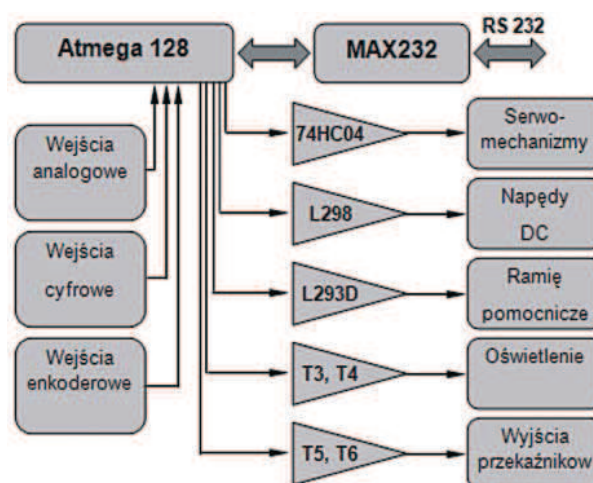 Atmega 128
MAX232
RS 232
Wejścia
analogowe
Wejścia
cyfrowe
Wejścia
enkoderowe
74HC04
L298
L293D
T3, T4
T5, T6
Serwo-
mechanizmy
Napędy
DC
Ramię
pomocnicze
Oświetlenie
Wyjścia
przekaźnikow